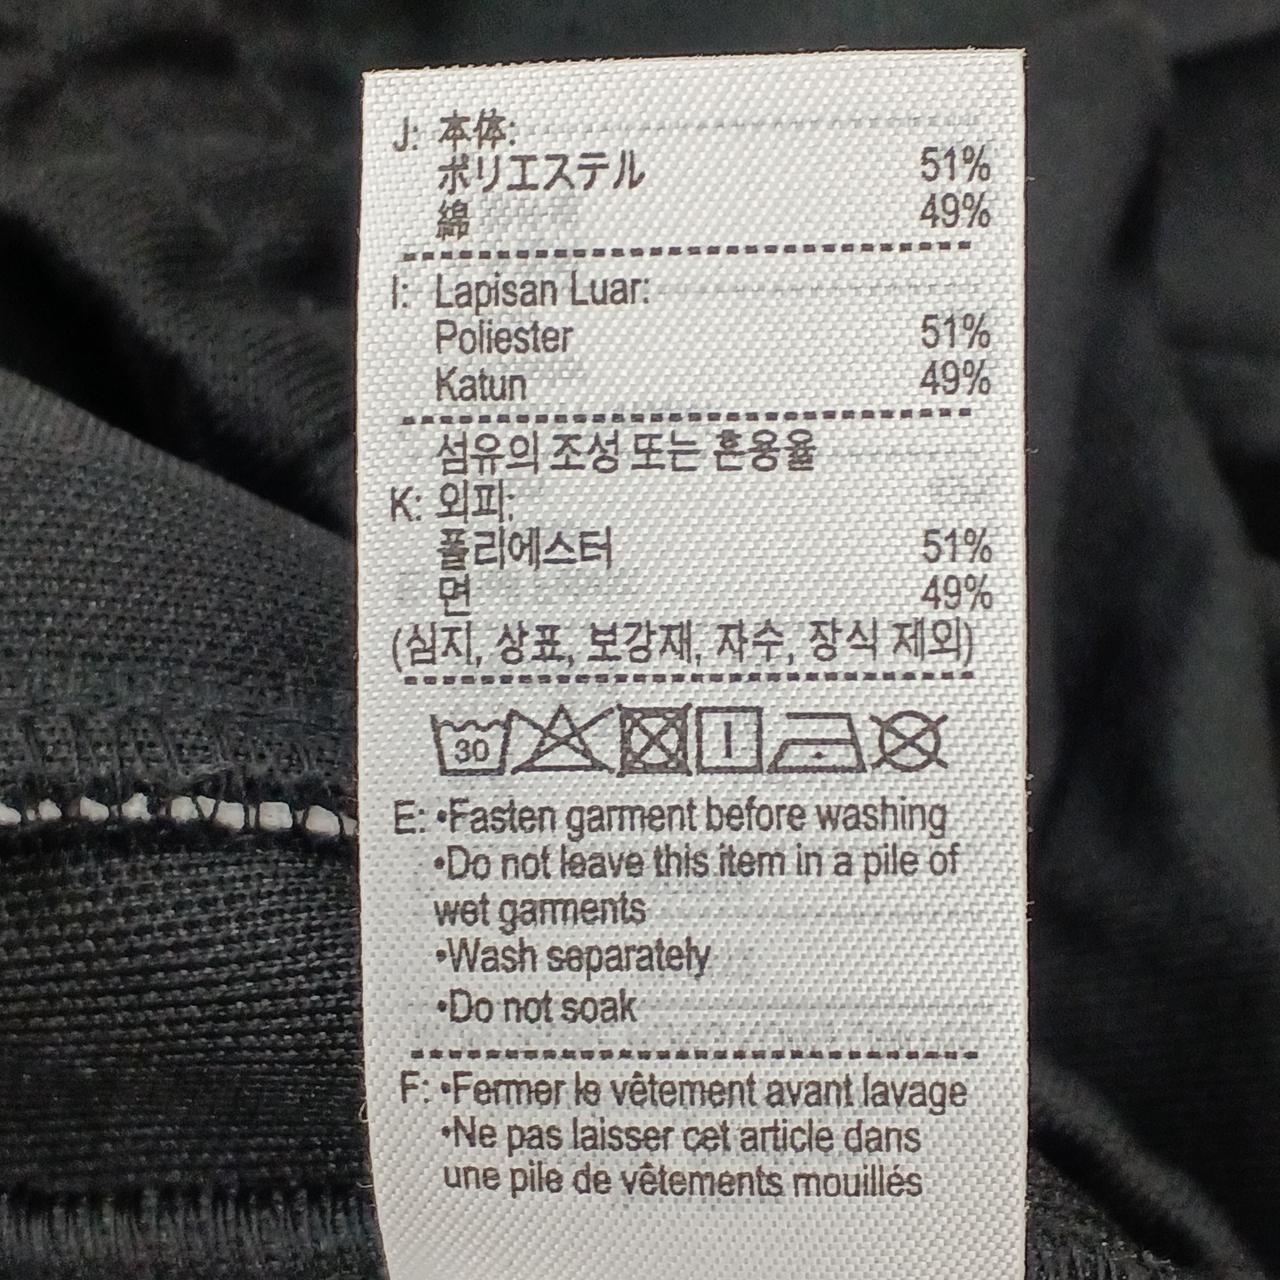 J: 本体:
ポリエステル 51%
綿 49%
I: Lapisan Luar:
Poliester 51%
Katun 49%
섬유의 조성 또는 혼용율
K: 외피:
폴리에스터 51%
면 49%
(심지, 상표, 보강재, 자수, 장식 제외)
30
E: •Fasten garment before washing
•Do not leave this item in a pile of
wet garments
•Wash separately
•Do not soak
F: •Fermer le vêtement avant lavage
•Ne pas laisser cet article dans
une pile de vêtements mouillés